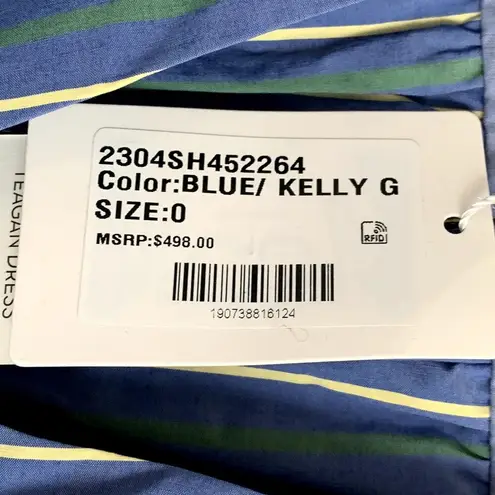 2304SH452264
Color:BLUE/ KELLY G
SIZE:0
MSRP:$498.00
RFID
190738816124
TEAGAN DRESS